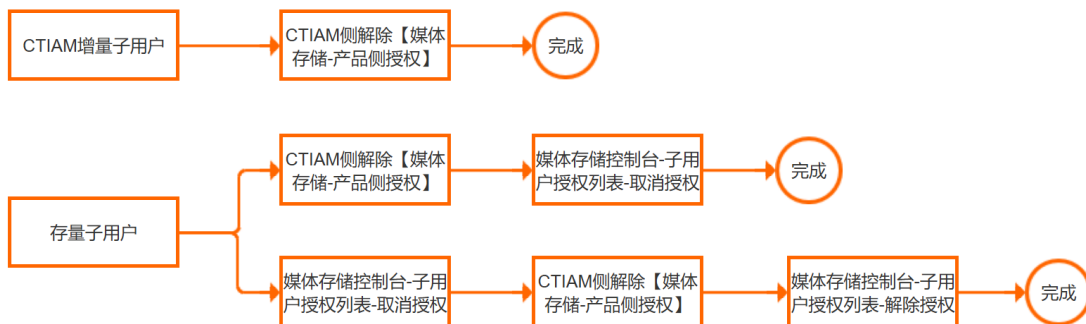 CTIAM增量子用户
CTIAM侧解除【媒体
存储-产品侧授权】
完成
存量子用户
CTIAM侧解除【媒体
存储-产品侧授权】
媒体存储控制台-子用
户授权列表-取消授权
完成
媒体存储控制台-子用
户授权列表-取消授权
CTIAM侧解除【媒体
存储-产品侧授权】
媒体存储控制台-子用
户授权列表-解除授权
完成